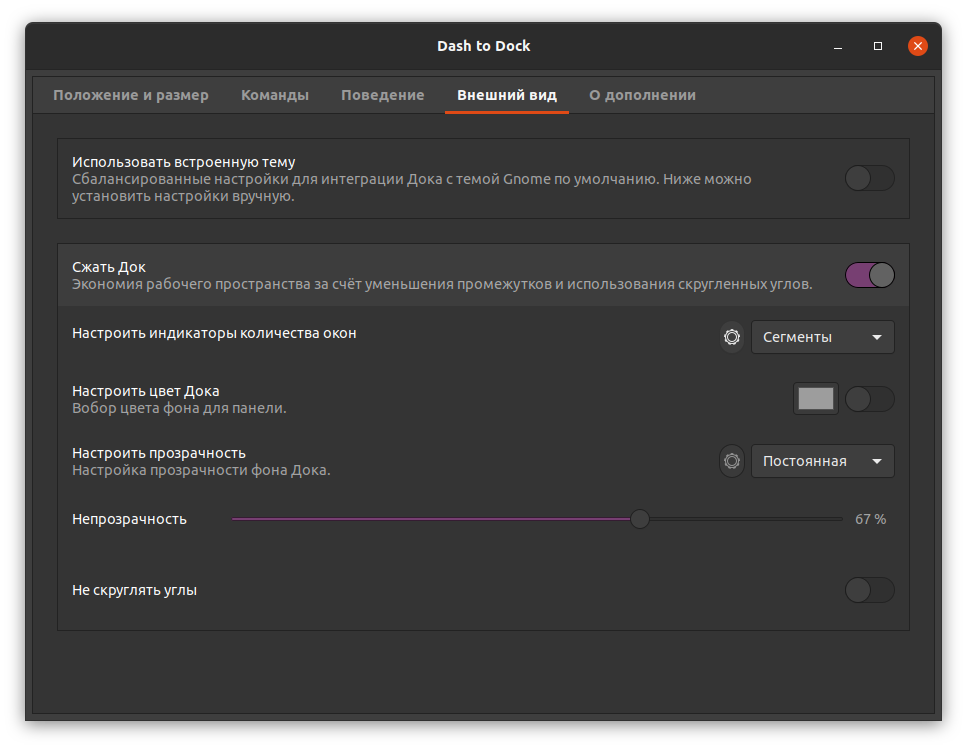 Dash to Dock
Положение и размер Команды Поведение Внешний вид О дополнении
Использовать встроенную тему
Сбалансированные настройки для интеграции Дока с темой Gnome по умолчанию. Ниже можно
установить настройки вручную.
Сжать Док
Экономия рабочего пространства за счёт уменьшения промежутков и использования скругленных углов.
Настроить индикаторы количества окон Сегменты
Настроить цвет Дока
Вобор цвета фона для панели.
Настроить прозрачность Постоянная
Настройка прозрачности фона Дока.
Непрозрачность 67 %
Не скруглять углы